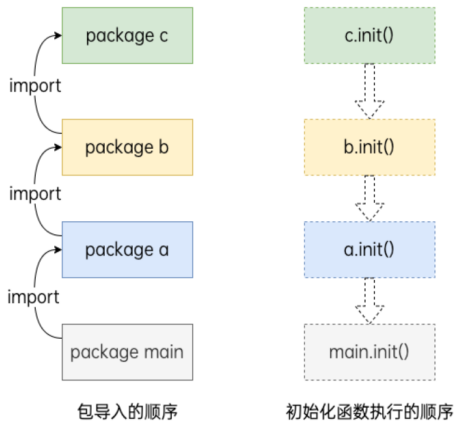 package c
import
package b
import
package a
import
package main
包导入的顺序
c.init()
b.init()
a.init()
main.init()
初始化函数执行的顺序